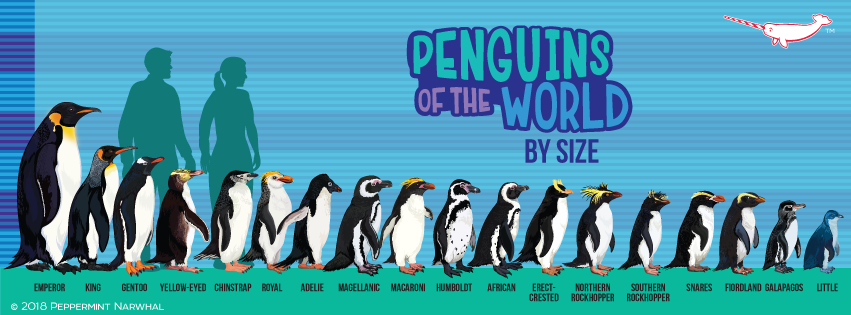 PENGUINS
OF THE WORLD
BY SIZE
TM
EMPEROR
KING
GENTOO
YELLOW-EYED
CHINSTRAP
ROYAL
ADELIE
MAGELLANIC
MACARONI
HUMBOLDT
AFRICAN
ERECT-
CRESTED
NORTHERN
ROCKHOPPER
SOUTHERN
ROCKHOPPER
SNARES
FIORDLAND
GALAPAGOS
LITTLE
© 2018 PEPPERMINT NARWHAL